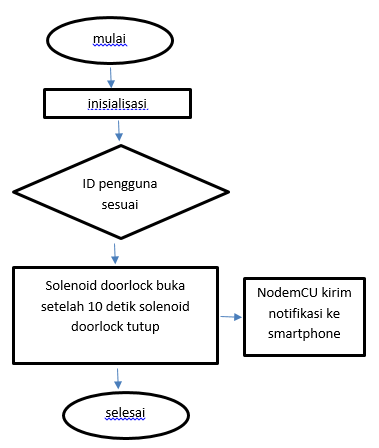 mulai
inisialisasi
ID pengguna
sesuai
Solenoid doorlock buka
setelah 10 detik solenoid
doorlock tutup
NodemCU kirim
notifikasi ke
smartphone
selesai